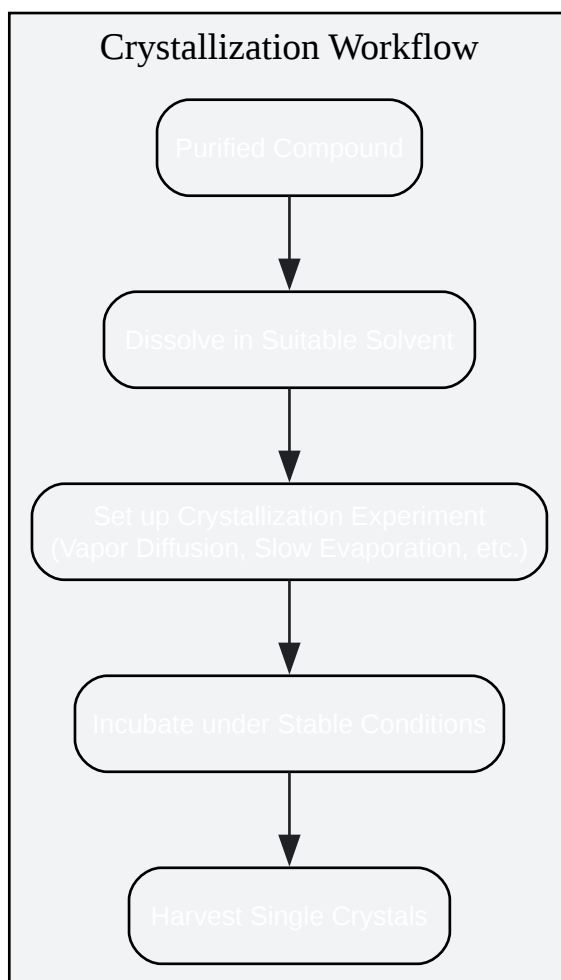 Crystallization Workflow
Purified Compound
Dissolve in Suitable Solvent
Set up Crystallization Experiment
(Vapor Diffusion, Slow Evaporation, etc.)
Incubate under Stable Conditions
Harvest Single Crystals